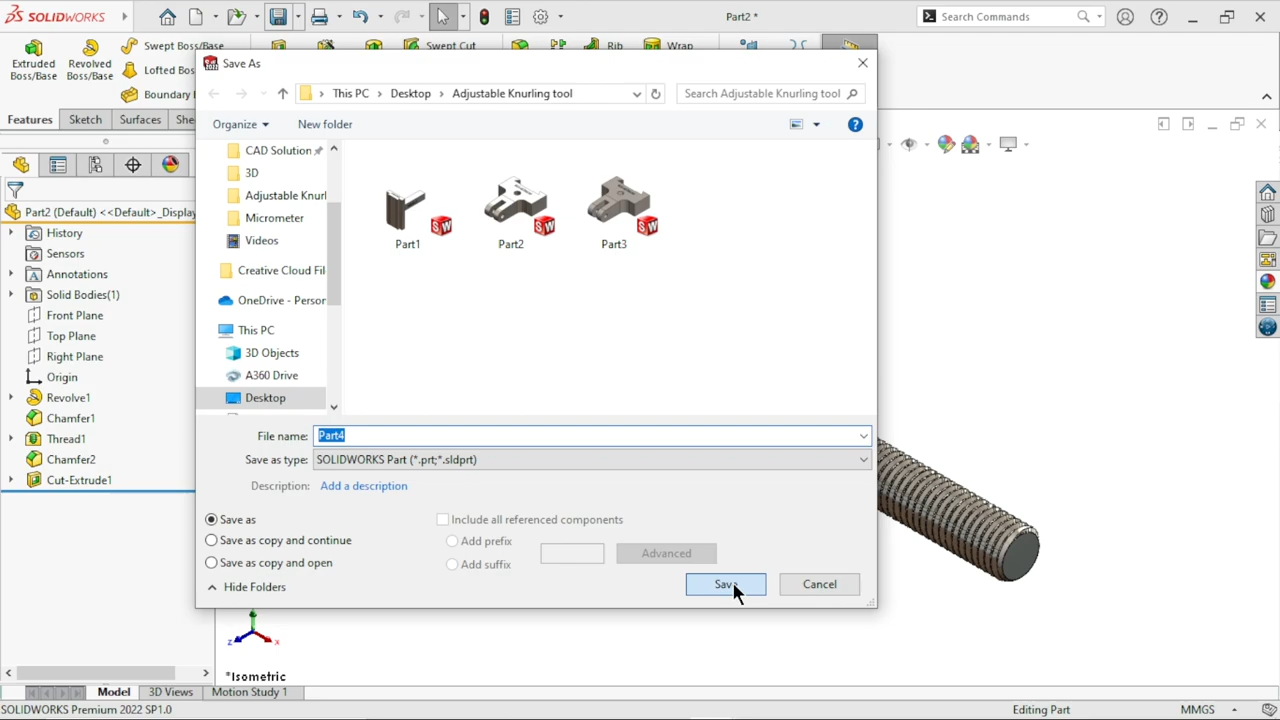 SOLIDWORKS
Part2 *
Search Commands
Extruded
Boss/Base
Revolved
Boss/Base
Swept Boss/Base
Lofted Bos
Boundary
Swept Cut
Rib
Wrap
Features
Sketch
Surfaces
She
Save As
This PC > Desktop > Adjustable Knurling tool
Search Adjustable Knurling tool
Organize
New folder
CAD Solution
3D
Adjustable Knurl
Micrometer
Videos
Creative Cloud Fil
OneDrive - Person
This PC
3D Objects
A360 Drive
Desktop
Part1
Part2
Part3
File name: Part4
Save as type: SOLIDWORKS Part (*.prt;*.sldprt)
Description: Add a description
Save as
Save as copy and continue
Save as copy and open
Include all referenced components
Add prefix
Add suffix
Advanced
Hide Folders
Save
Cancel
Part2 (Default) <<Default>_Display
History
Sensors
Annotations
Solid Bodies(1)
Front Plane
Top Plane
Right Plane
Origin
Revolve1
Chamfer1
Thread1
Chamfer2
Cut-Extrude1
z
x
*Isometric
Model
3D Views
Motion Study 1
SOLIDWORKS Premium 2022 SP1.0
Editing Part
MMGS